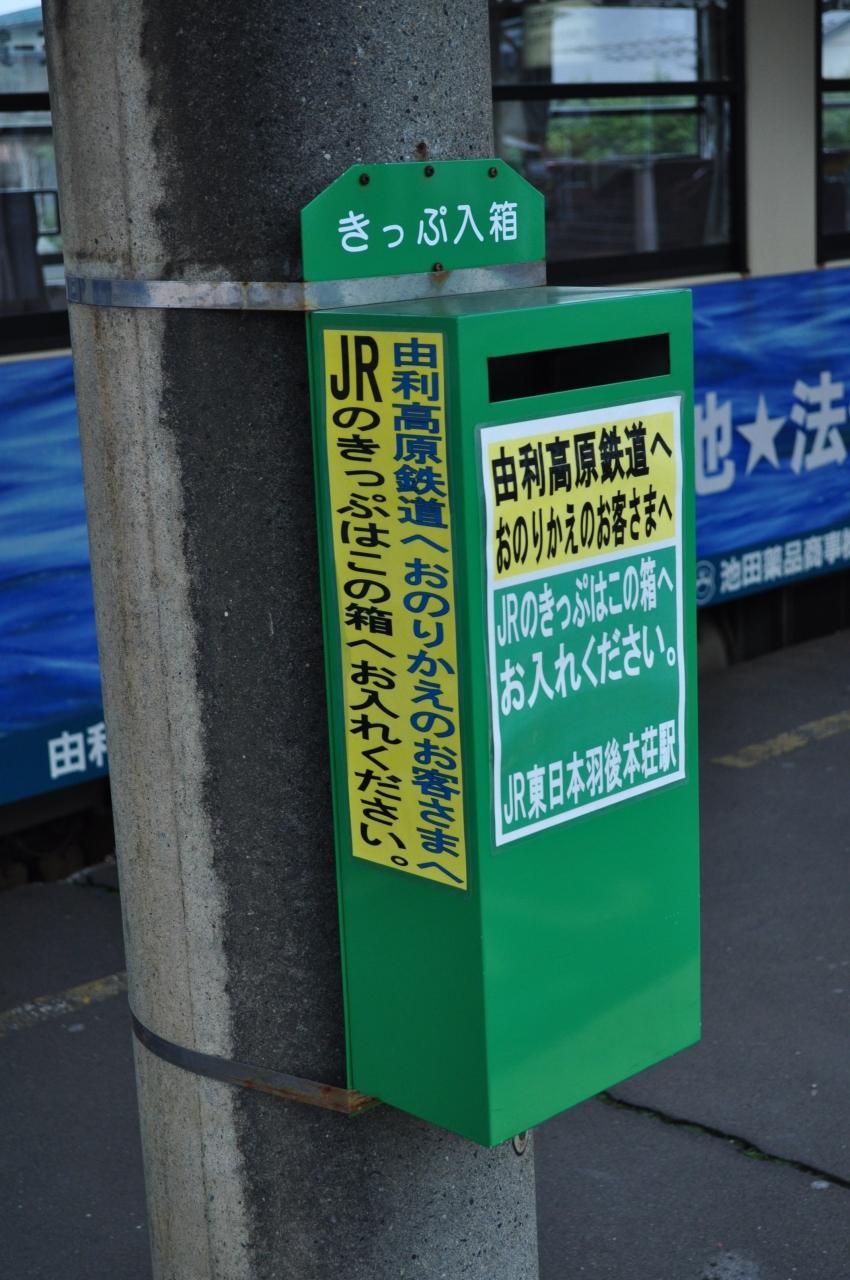 きっぷ入箱
由利高原鉄道へおのりかえのお客さまへ
JRのきっぷはこの箱へお入れください。
由利高原鉄道へ
おのりかえのお客さまへ
JRのきっぷはこの箱へ
お入れください。
JR東日本羽後本荘駅
★法
池田薬品商事
由利